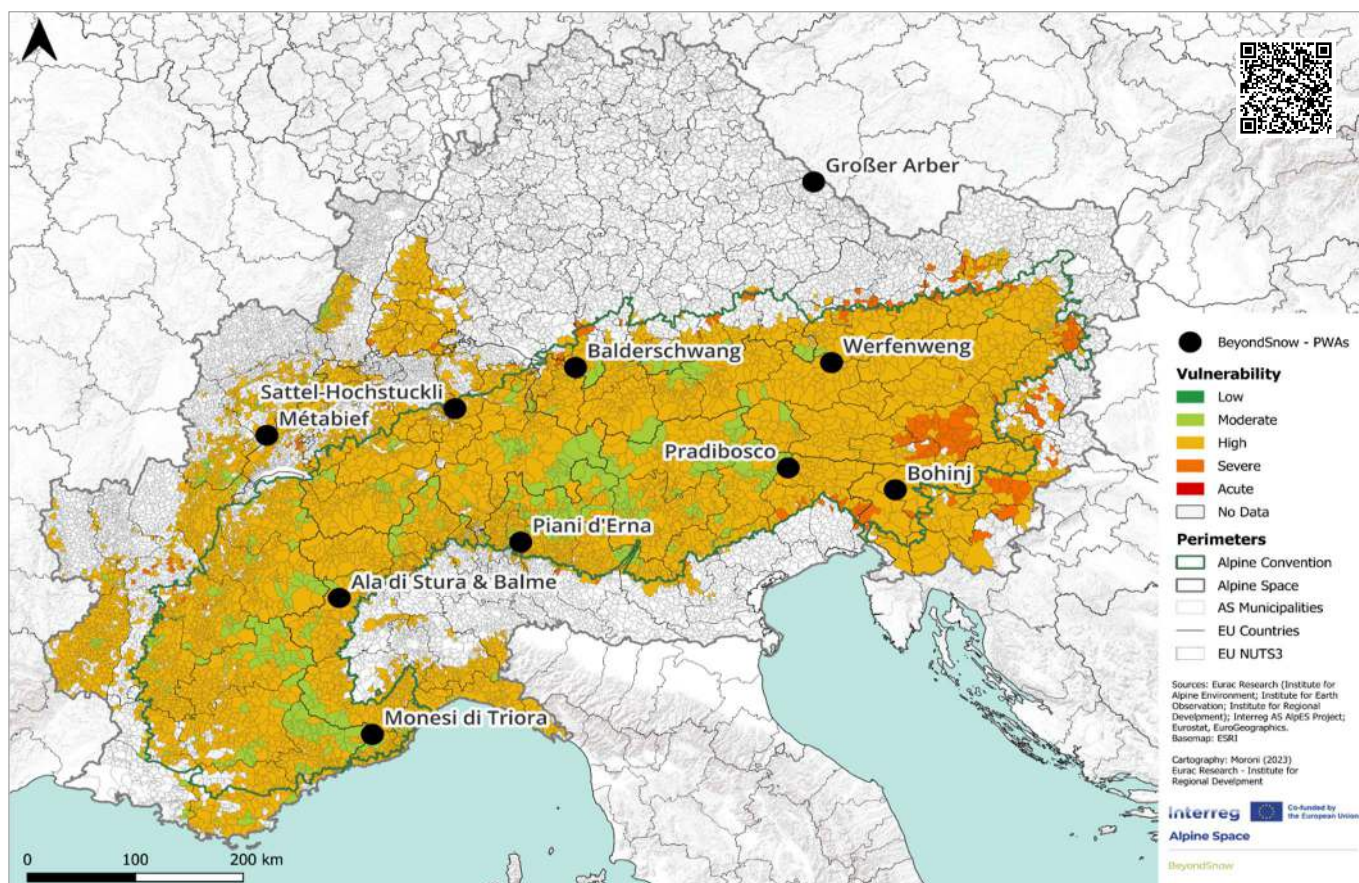 Großer Arber
Balderschwang
Werfenweng
Sattel-Hochstuckli
Métabief
Pradibosco
Bohinj
Piani d'Erna
Ala di Stura & Balme
Monesi di Triora
0 100 200 km
BeyondSnow - PWAs
Vulnerability
Low
Moderate
High
Severe
Acute
No Data
Perimeters
Alpine Convention
Alpine Space
AS Municipalities
EU Countries
EU NUTS3
Sources: Eurac Research (Institute for
Alpine Environment; Institute for Earth
Observation; Institute for Regional
Develpment); Interreg AS AlpES Project;
Eurostat, EuroGeographics.
Basemap: ESRI
Cartography: Moroni (2023)
Eurac Research - Institute for
Regional Develpment
Interreg
Co-funded by
the European Union
Alpine Space
BeyondSnow